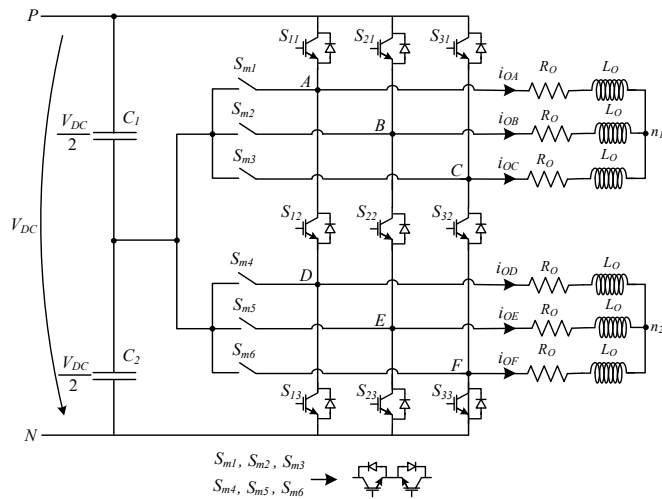 P
S11 S21 S31
Sm1
A
iOA RO LO
VDC/2 C1
Sm2
B
iOB RO LO n1
Sm3
C
iOC RO LO
VDC
S12 S22 S32
Sm4
D
iOD RO LO
Sm5
E
iOE RO LO n2
VDC/2 C2
Sm6
F
iOF RO LO
S13 S23 S33
N
Sm1, Sm2, Sm3
Sm4, Sm5, Sm6